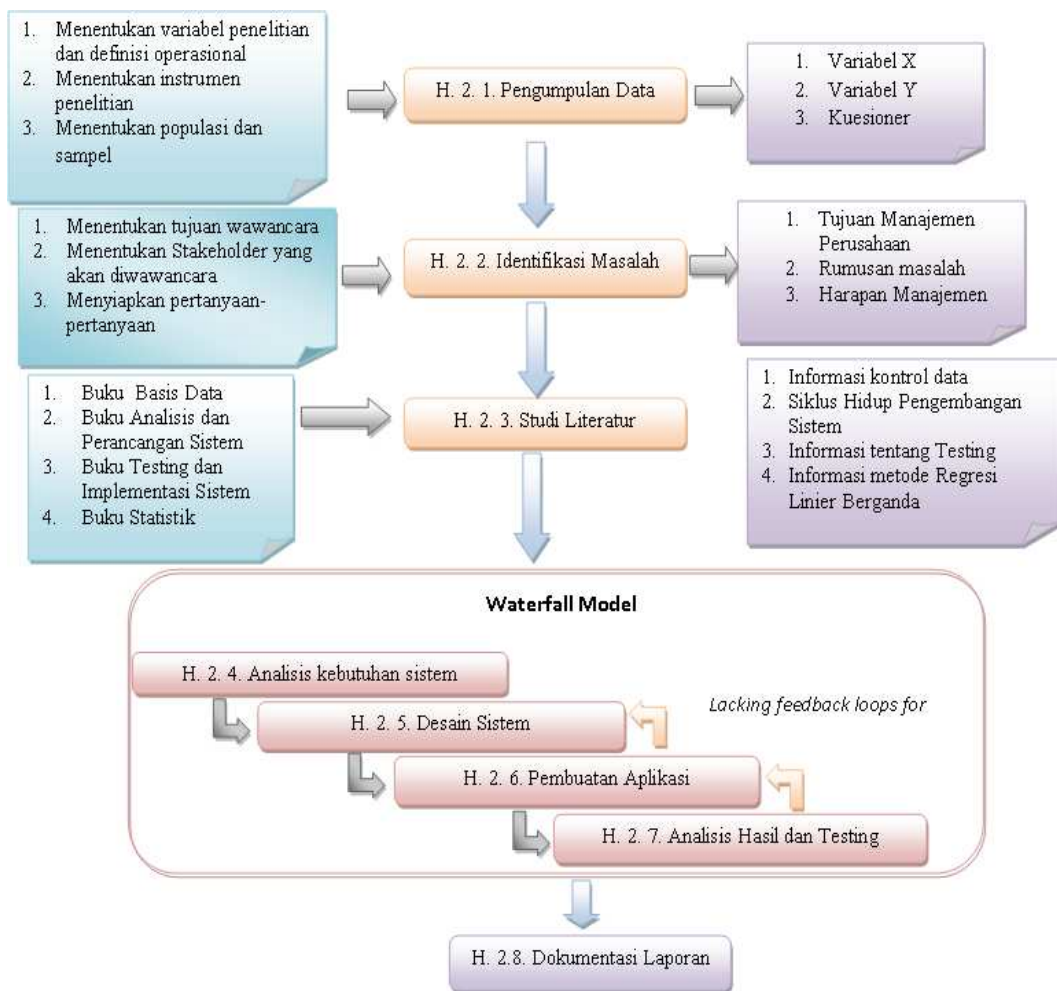 1. Menentukan variabel penelitian
dan definisi operasional
2. Menentukan instrumen
penelitian
3. Menentukan populasi dan
sampel
H. 2. 1. Pengumpulan Data
1. Variabel X
2. Variabel Y
3. Kuesioner
1. Menentukan tujuan wawancara
2. Menentukan Stakeholder yang
akan diwawancara
3. Menyiapkan pertanyaan-
pertanyaan
H. 2. 2. Identifikasi Masalah
1. Tujuan Manajemen
Perusahaan
2. Rumusan masalah
3. Harapan Manajemen
1. Buku Basis Data
2. Buku Analisis dan
Perancangan Sistem
3. Buku Testing dan
Implementasi Sistem
4. Buku Statistik
H. 2. 3. Studi Literatur
1. Informasi kontrol data
2. Siklus Hidup Pengembangan
Sistem
3. Informasi tentang Testing
4. Informasi metode Regresi
Linier Berganda
Waterfall Model
H. 2. 4. Analisis kebutuhan sistem
H. 2. 5. Desain Sistem
Lacking feedback loops for
H. 2. 6. Pembuatan Aplikasi
H. 2. 7. Analisis Hasil dan Testing
H. 2.8. Dokumentasi Laporan